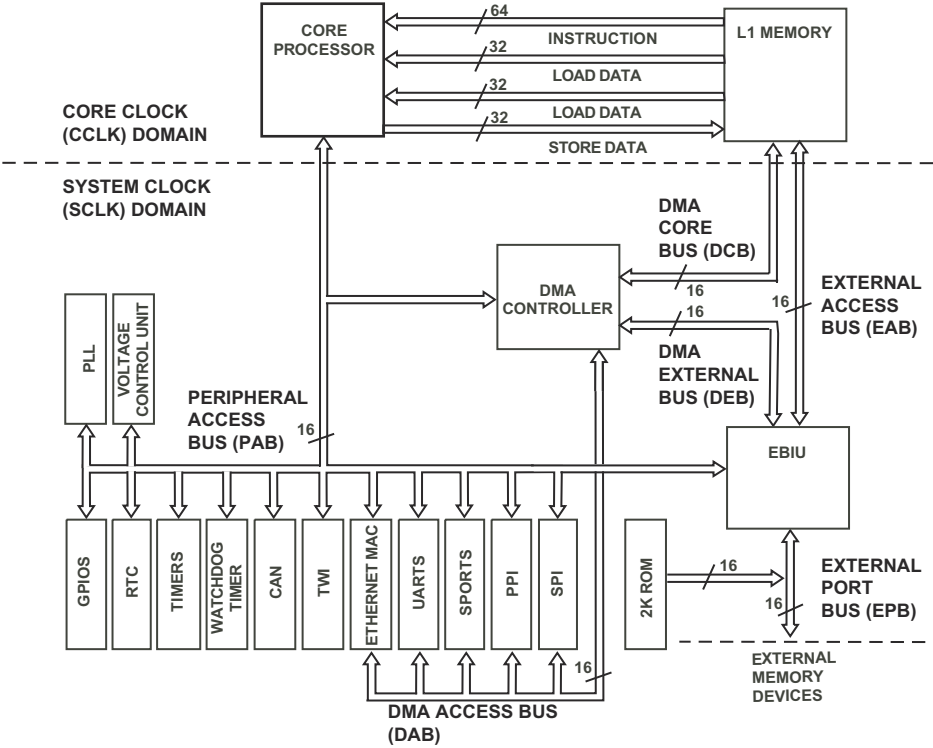 CORE
PROCESSOR
L1 MEMORY
64
INSTRUCTION
32
LOAD DATA
32
LOAD DATA
32
STORE DATA
CORE CLOCK
(CCLK) DOMAIN
SYSTEM CLOCK
(SCLK) DOMAIN
DMA
CORE
BUS (DCB)
16
DMA
CONTROLLER
16
DMA
EXTERNAL
BUS (DEB)
16
EXTERNAL
ACCESS
BUS (EAB)
PLL
VOLTAGE
CONTROL UNIT
PERIPHERAL
ACCESS
BUS (PAB)
16
EBIU
GPIOS
RTC
TIMERS
WATCHDOG
TIMER
CAN
TWI
ETHERNET MAC
UARTS
SPORTS
PPI
SPI
2K ROM
16
16
EXTERNAL
PORT
BUS (EPB)
16
DMA ACCESS BUS
(DAB)
EXTERNAL
MEMORY
DEVICES